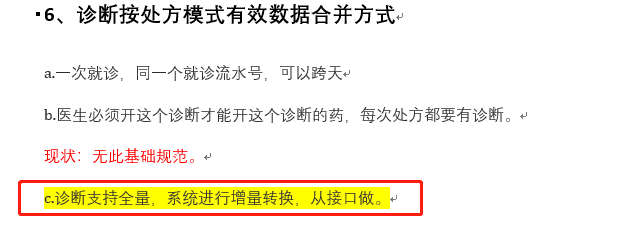 ▪6、诊断按处方模式有效数据合并方式↵
a.一次就诊，同一个就诊流水号，可以跨天↵
b.医生必须开这个诊断才能开这个诊断的药，每次处方都要有诊断。↵
现状：无此基础规范。↵
c.诊断支持全量，系统进行增量转换，从接口做。↵